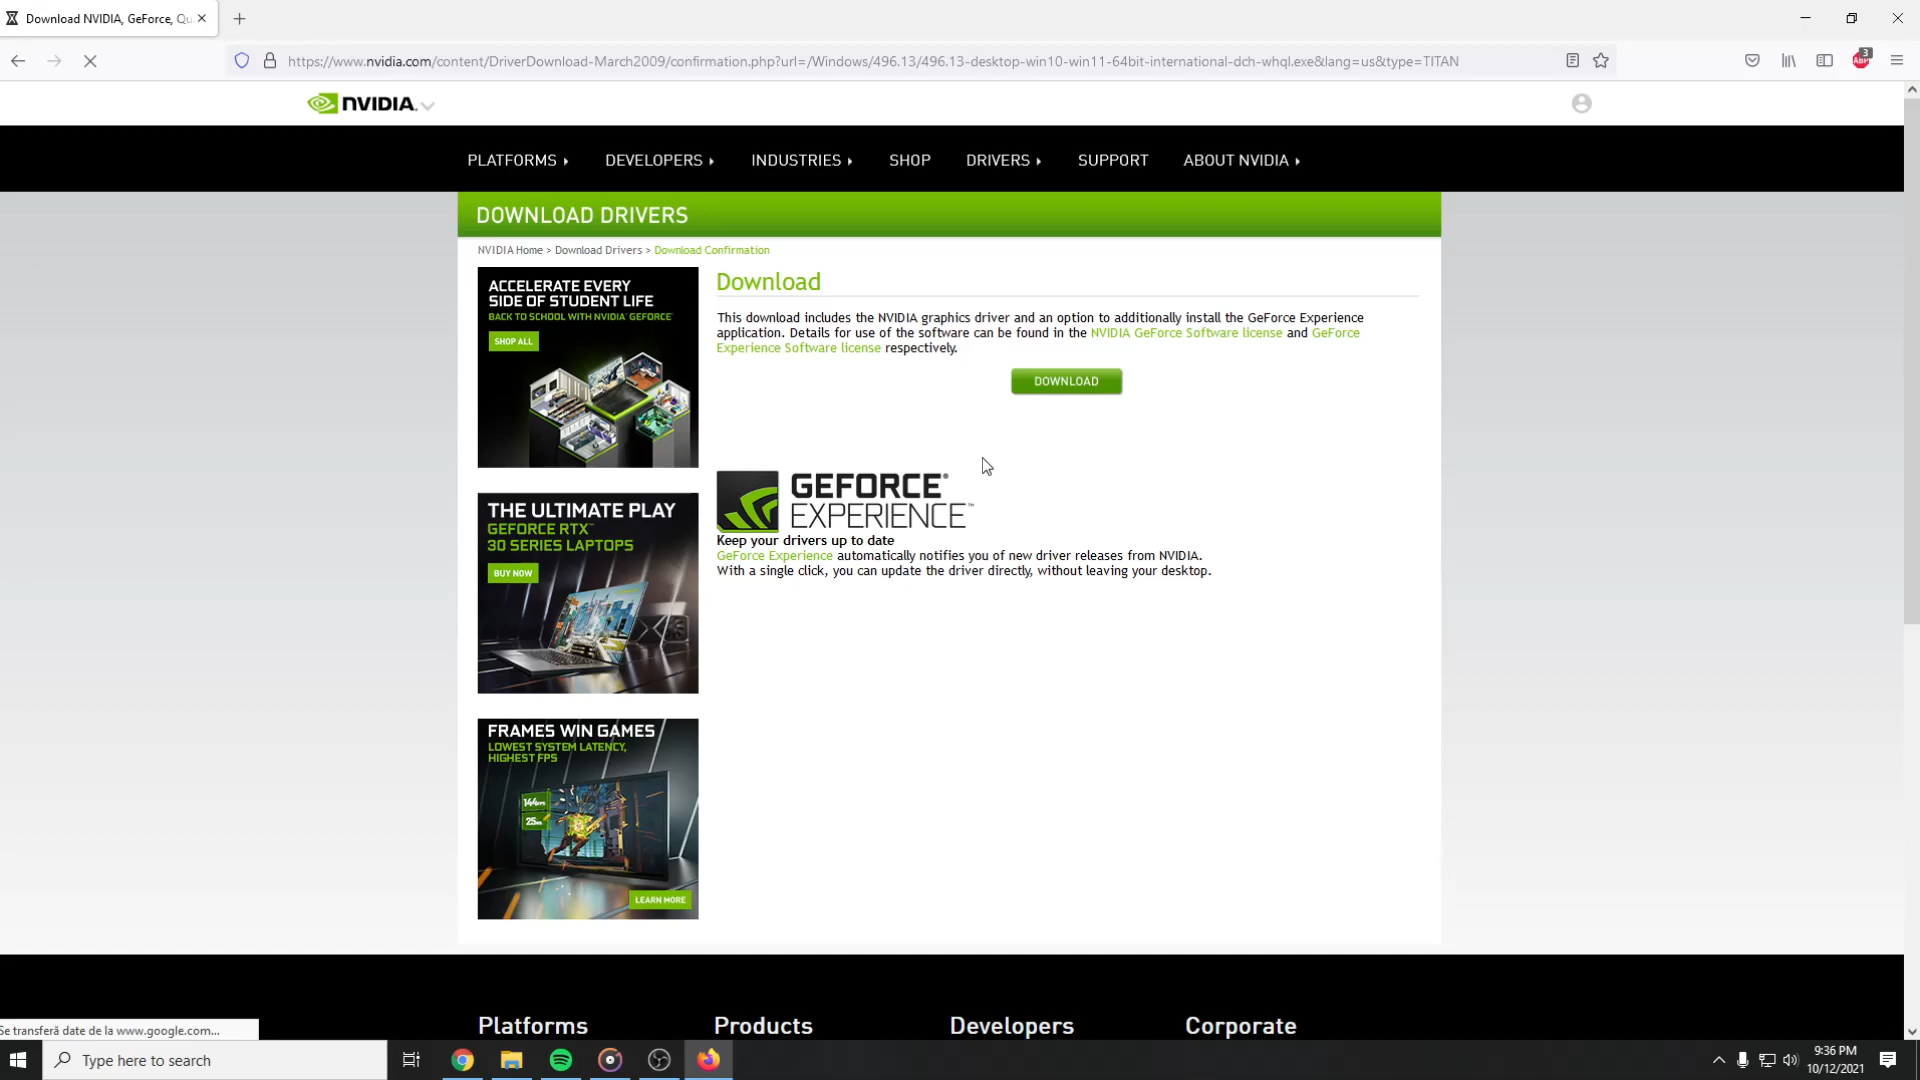 Download NVIDIA, GeForce, Qu
https://www.nvidia.com/content/DriverDownload-March2009/confirmation.php?url=/Windows/496.13/496.13-desktop-win10-win11-64bit-international-dch-whql.exe&lang=us&type=TITAN
3
ABP
NVIDIA.
PLATFORMS
DEVELOPERS
INDUSTRIES
SHOP
DRIVERS
SUPPORT
ABOUT NVIDIA
DOWNLOAD DRIVERS
NVIDIA Home > Download Drivers > Download Confirmation
ACCELERATE EVERY
SIDE OF STUDENT LIFE
BACK TO SCHOOL WITH NVIDIA® GEFORCE®
SHOP ALL
Download
This download includes the NVIDIA graphics driver and an option to additionally install the GeForce Experience
application. Details for use of the software can be found in the NVIDIA GeForce Software license and GeForce
Experience Software license respectively.
DOWNLOAD
GEFORCE®
EXPERIENCE™
Keep your drivers up to date
GeForce Experience automatically notifies you of new driver releases from NVIDIA.
With a single click, you can update the driver directly, without leaving your desktop.
THE ULTIMATE PLAY
GEFORCE RTX™
30 SERIES LAPTOPS
BUY NOW
FRAMES WIN GAMES
LOWEST SYSTEM LATENCY,
HIGHEST FPS
144FPS
25ms
LEARN MORE
Platforms
Products
Developers
Corporate
Se transferă date de la www.google.com...
Type here to search
9:36 PM
10/12/2021